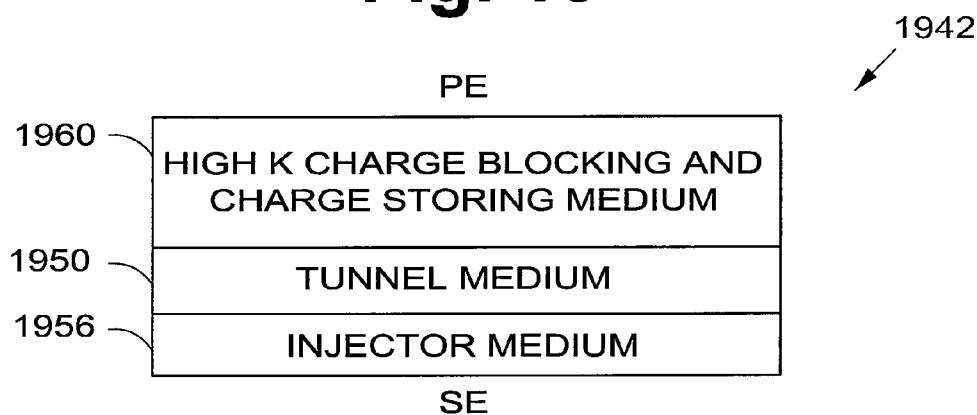 1942
PE
1960
HIGH K CHARGE BLOCKING AND
CHARGE STORING MEDIUM
1950
TUNNEL MEDIUM
1956
INJECTOR MEDIUM
SE